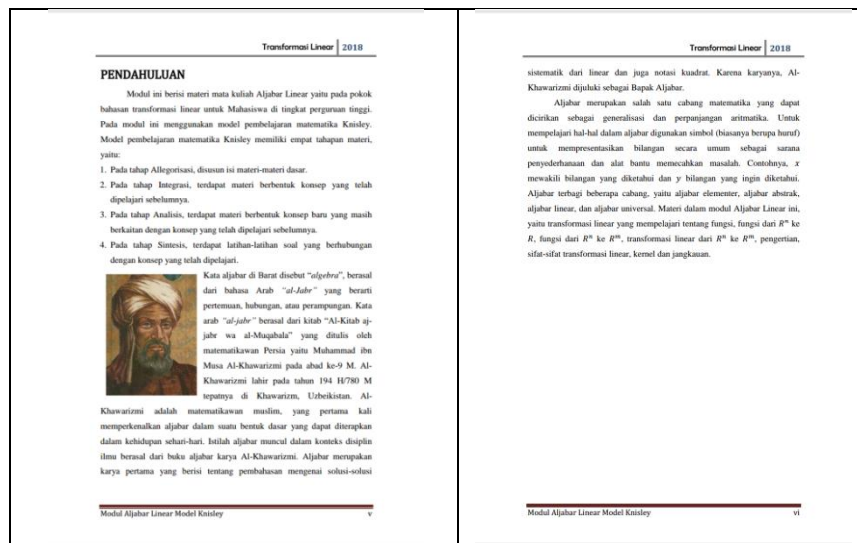 Transformasi Linear 2018
PENDAHULUAN
Modul ini berisi materi mata kuliah Aljabar Linear yaitu pada pokok
bahasan transformasi linear untuk Mahasiswa di tingkat perguruan tinggi.
Pada modul ini menggunakan model pembelajaran matematika Knisley.
Model pembelajaran matematika Knisley memiliki empat tahapan materi,
yaitu:
1. Pada tahap Allegorisasi, disusun isi materi-materi dasar.
2. Pada tahap Integrasi, terdapat materi berbentuk konsep yang telah
dipelajari sebelumnya.
3. Pada tahap Analisis, terdapat materi berbentuk konsep baru yang masih
berkaitan dengan konsep yang telah dipelajari sebelumnya.
4. Pada tahap Sintesis, terdapat latihan-latihan soal yang berhubungan
dengan konsep yang telah dipelajari.
Kata aljabar di Barat disebut “algebra”, berasal
dari bahasa Arab “al-Jabr” yang berarti
pertemuan, hubungan, atau perampungan. Kata
arab “al-jabr” berasal dari kitab “Al-Kitab aj-
jabr wa al-Muqabala” yang ditulis oleh
matematikawan Persia yaitu Muhammad ibn
Musa Al-Khawarizmi pada abad ke-9 M. Al-
Khawarizmi lahir pada tahun 194 H/780 M
tepatnya di Khawarizm, Uzbeikistan. Al-
Khawarizmi adalah matematikawan muslim, yang pertama kali
memperkenalkan aljabar dalam suatu bentuk dasar yang dapat diterapkan
dalam kehidupan sehari-hari. Istilah aljabar muncul dalam konteks disiplin
ilmu berasal dari buku aljabar karya Al-Khawarizmi. Aljabar merupakan
karya pertama yang berisi tentang pembahasan mengenai solusi-solusi
Modul Aljabar Linear Model Knisley v
Transformasi Linear 2018
sistematik dari linear dan juga notasi kuadrat. Karena karyanya, Al-
Khawarizmi dijuluki sebagai Bapak Aljabar.
Aljabar merupakan salah satu cabang matematika yang dapat
dicirikan sebagai generalisasi dan perpanjangan aritmatika. Untuk
mempelajari hal-hal dalam aljabar digunakan simbol (biasanya berupa huruf)
untuk mempresentasikan bilangan secara umum sebagai sarana
penyederhanaan dan alat bantu memecahkan masalah. Contohnya, x
mewakili bilangan yang diketahui dan y bilangan yang ingin diketahui.
Aljabar terbagi beberapa cabang, yaitu aljabar elementer, aljabar abstrak,
aljabar linear, dan aljabar universal. Materi dalam modul Aljabar Linear ini,
yaitu transformasi linear yang mempelajari tentang fungsi, fungsi dari Rⁿ ke
R, fungsi dari Rⁿ ke Rᵐ, transformasi linear dari Rⁿ ke Rᵐ, pengertian,
sifat-sifat transformasi linear, kernel dan jangkauan.
Modul Aljabar Linear Model Knisley vi